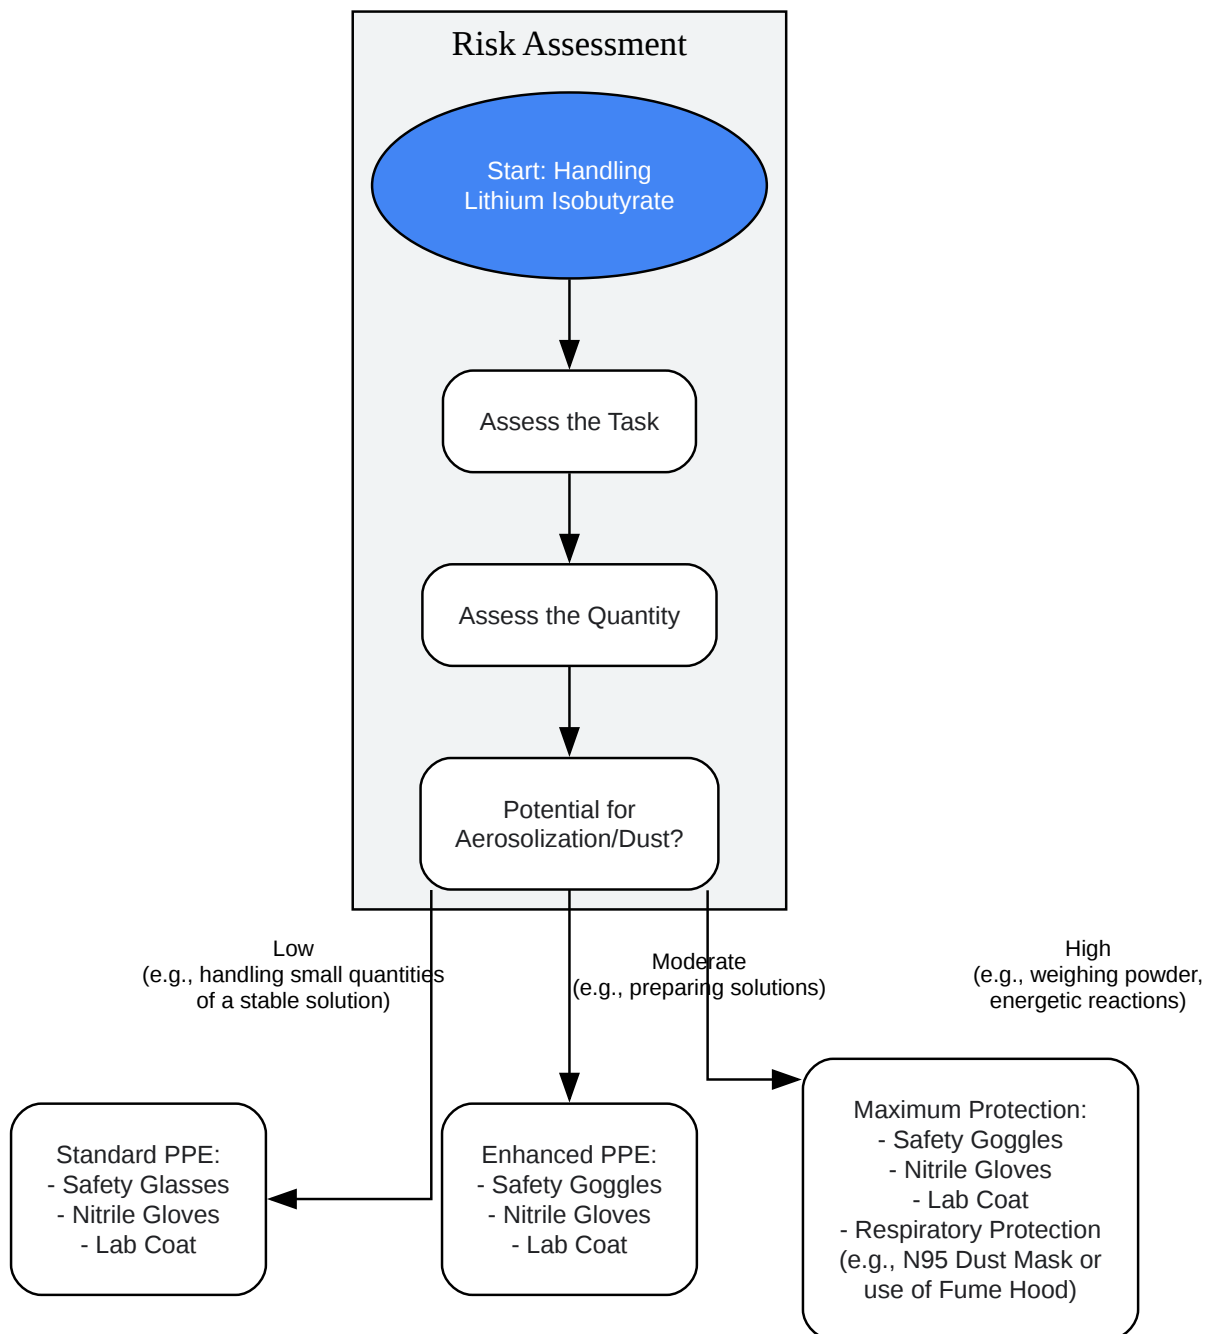 Risk Assessment
Start: Handling
Lithium Isobutyrate
Assess the Task
Assess the Quantity
Potential for
Aerosolization/Dust?
Low
(e.g., handling small quantities
of a stable solution)
Moderate
(e.g., preparing solutions)
High
(e.g., weighing powder,
energetic reactions)
Standard PPE:
- Safety Glasses
- Nitrile Gloves
- Lab Coat
Enhanced PPE:
- Safety Goggles
- Nitrile Gloves
- Lab Coat
Maximum Protection:
- Safety Goggles
- Nitrile Gloves
- Lab Coat
- Respiratory Protection
(e.g., N95 Dust Mask or
use of Fume Hood)